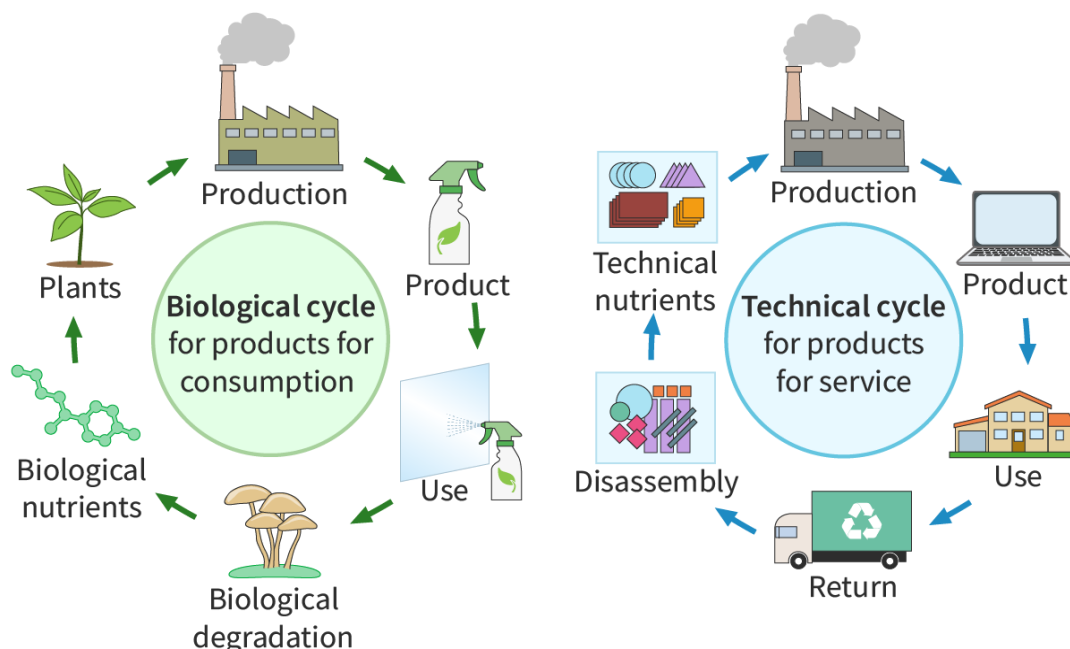 Production
Product
Use
Biological
degradation
Biological
nutrients
Plants
Biological cycle
for products for
consumption
Production
Product
Use
Return
Disassembly
Technical
nutrients
Technical cycle
for products
for service